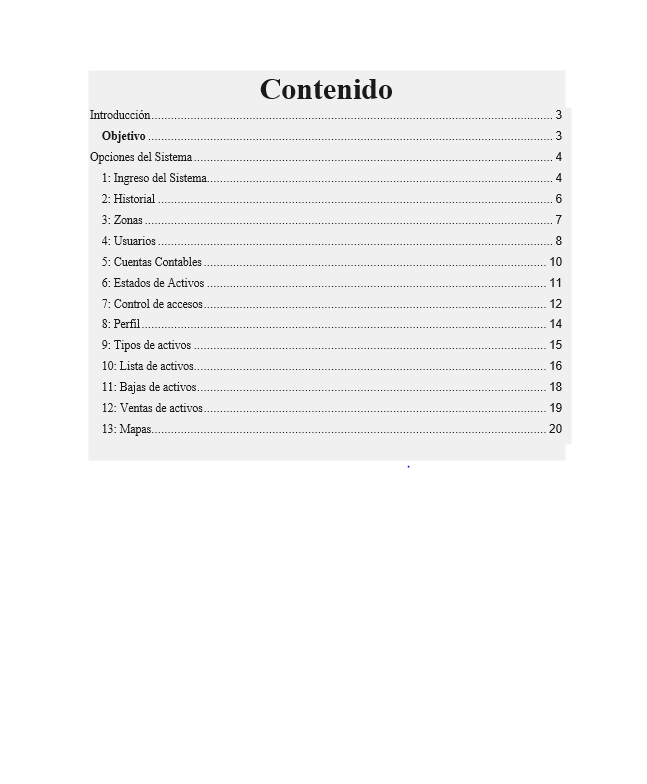 Contenido
Introducción 3
Objetivo 3
Opciones del Sistema 4
1: Ingreso del Sistema 4
2: Historial 6
3: Zonas 7
4: Usuarios 8
5: Cuentas Contables 10
6: Estados de Activos 11
7: Control de accesos 12
8: Perfil 14
9: Tipos de activos 15
10: Lista de activos 16
11: Bajas de activos 18
12: Ventas de activos 19
13: Mapas 20